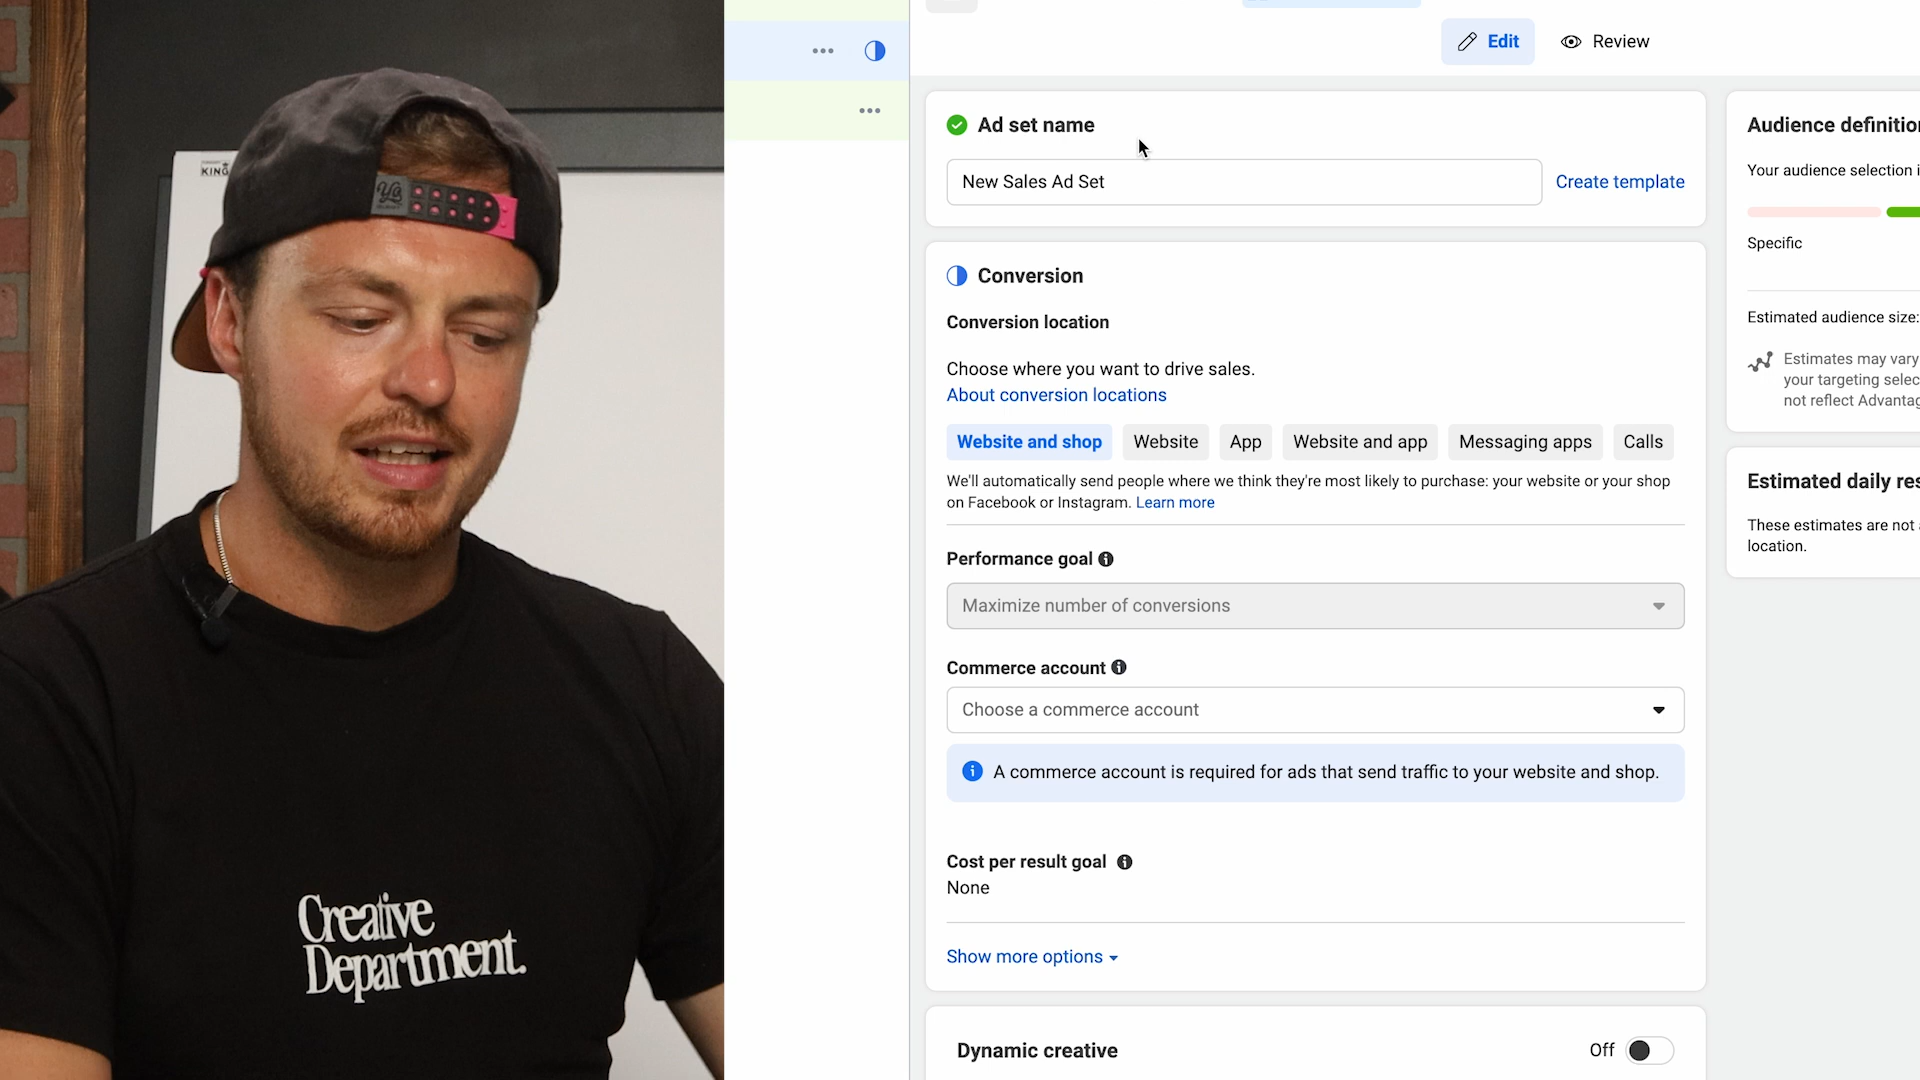 Edit
Review
Ad set name
New Sales Ad Set
Create template
Conversion
Conversion location
Choose where you want to drive sales.
About conversion locations
Website and shop
Website
App
Website and app
Messaging apps
Calls
We'll automatically send people where we think they're most likely to purchase: your website or your shop
on Facebook or Instagram. Learn more
Performance goal
Maximize number of conversions
Commerce account
Choose a commerce account
A commerce account is required for ads that send traffic to your website and shop.
Cost per result goal
None
Show more options
Dynamic creative
Off
Audience
Your audience selection
Specific
Estimated audience size:
Estimates may vary
your targeting
not reflect
Estimated daily
These estimates are not
location.
KING
Creative
Department.